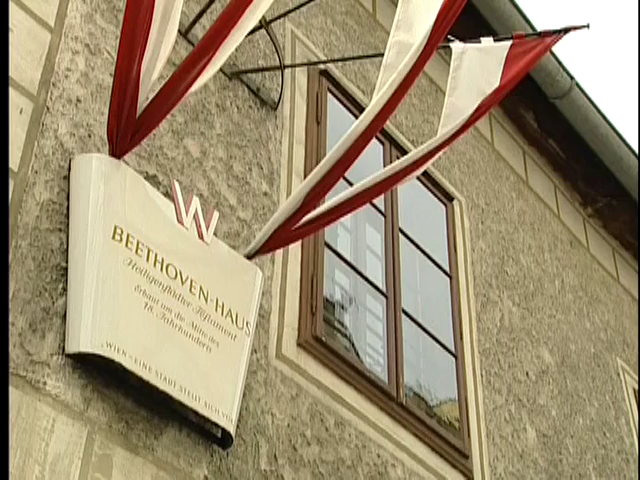 W
BEETHOVEN-HAUS
Heiligenstädter Testament
Erbaut um die Mitte des
18. Jahrhunderts
„WIEN - EINE STADT STELLT SICH VOR